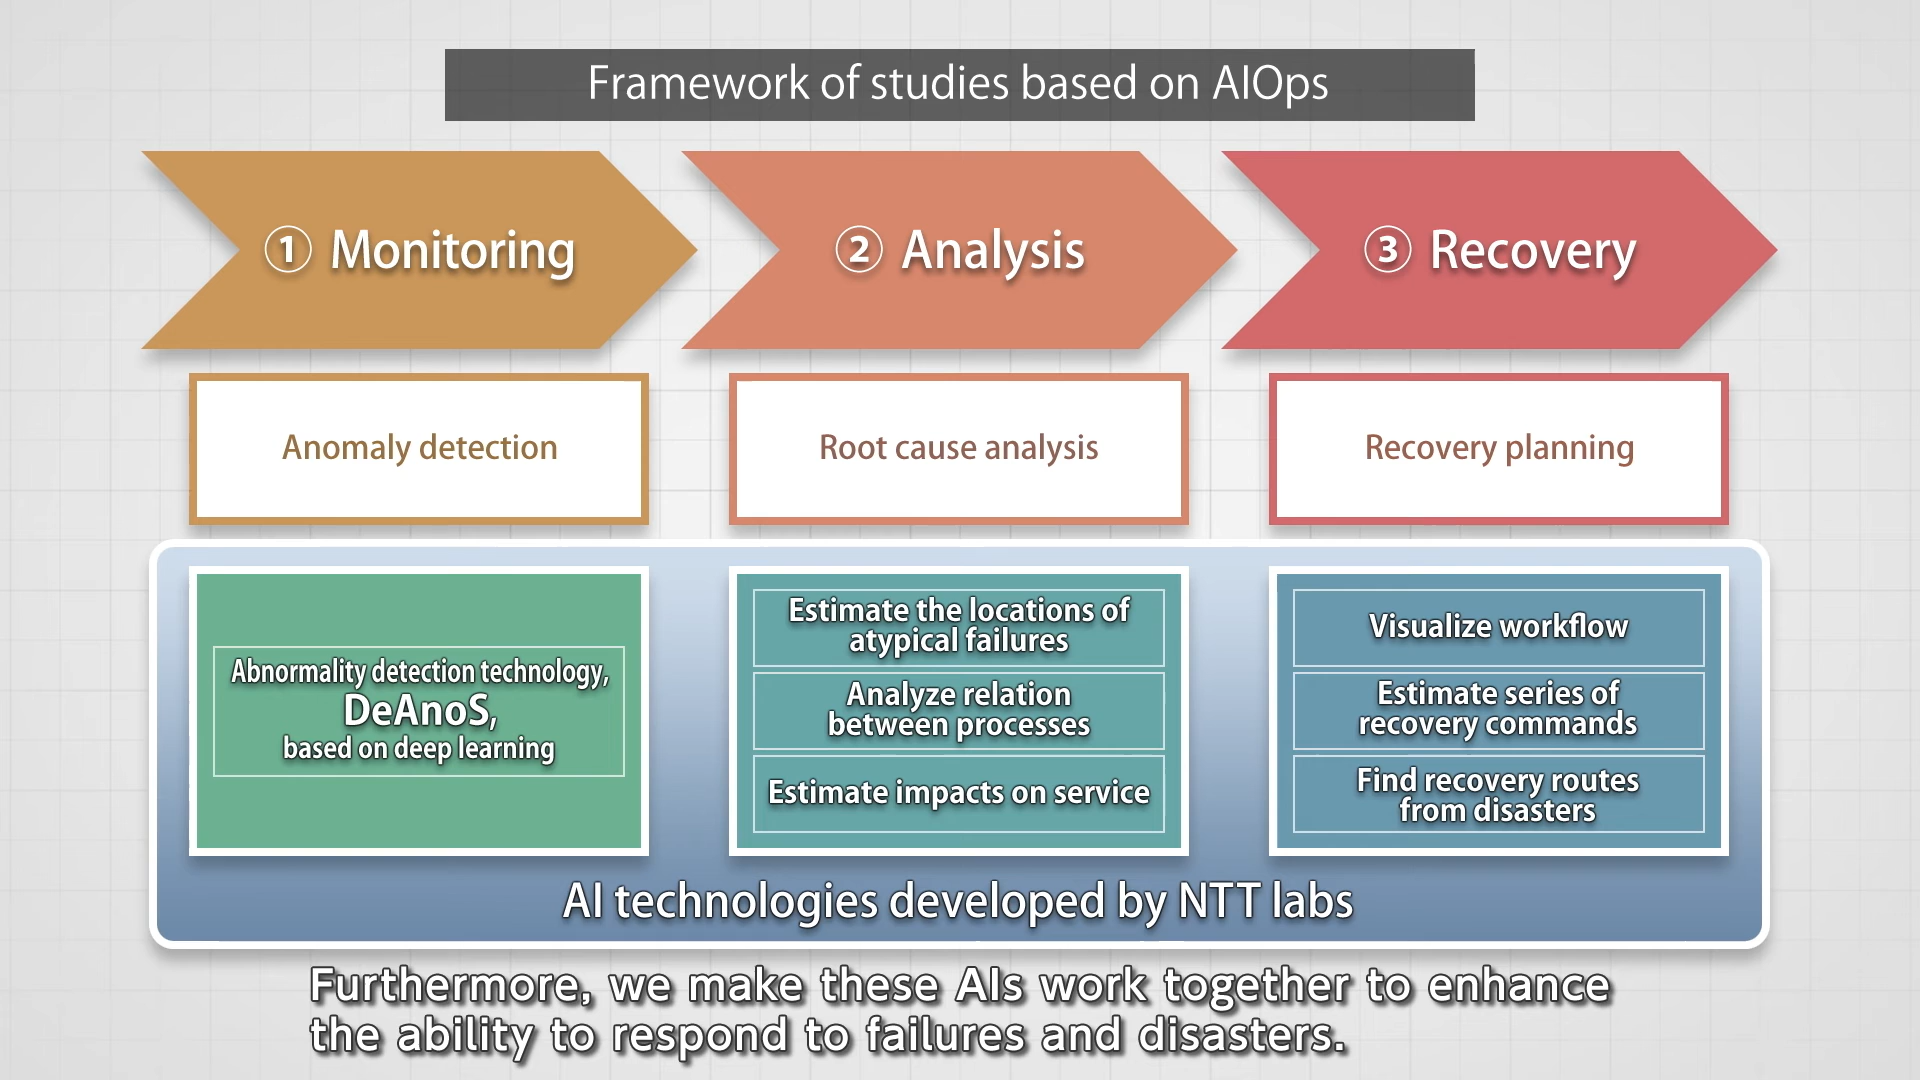 Framework of studies based on AIOps
① Monitoring
② Analysis
③ Recovery
Anomaly detection
Root cause analysis
Recovery planning
Abnormality detection technology,
DeAnoS,
based on deep learning
Estimate the locations of
atypical failures
Analyze relation
between processes
Estimate impacts on service
Visualize workflow
Estimate series of
recovery commands
Find recovery routes
from disasters
AI technologies developed by NTT labs
Furthermore, we make these AIs work together to enhance
the ability to respond to failures and disasters.